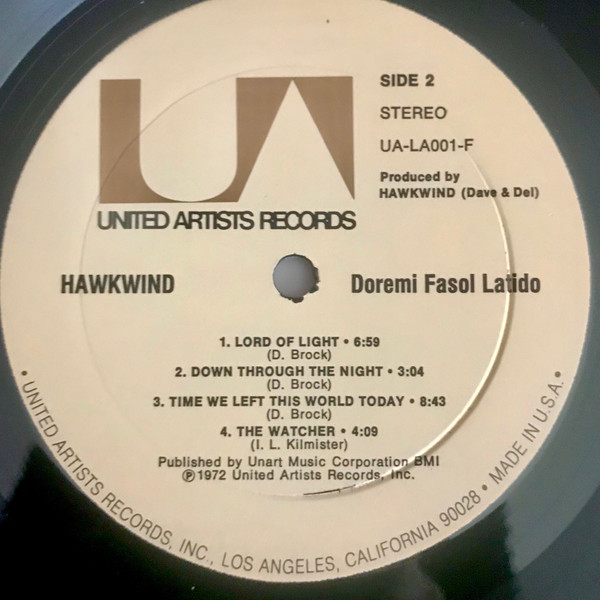 UA
SIDE 2
STEREO
UA-LA001-F
Produced by
HAWKWIND (Dave & Del)
UNITED ARTISTS RECORDS
HAWKWIND
Doremi Fasol Latido
1. LORD OF LIGHT • 6:59
(D. Brock)
2. DOWN THROUGH THE NIGHT • 3:04
(D. Brock)
3. TIME WE LEFT THIS WORLD TODAY • 8:43
(D. Brock)
4. THE WATCHER • 4:09
(I. L. Kilmister)
Published by Unart Music Corporation BMI
℗1972 United Artists Records, Inc.
• UNITED ARTISTS RECORDS, INC., LOS ANGELES, CALIFORNIA 90028 • MADE IN U.S.A. •